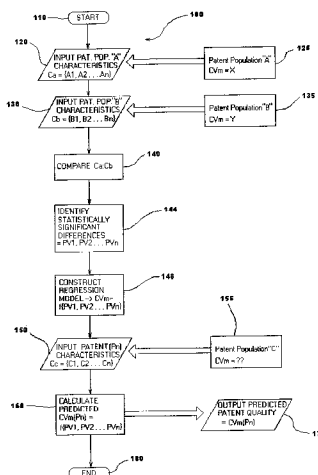 110
START
100
120
INPUT PAT. POP. "A"
CHARACTERISTICS
Ca = {A1, A2 . . . An}
125
Patent Population "A"
CVm = X
130
INPUT PAT. POP. "B"
CHARACTERISTICS
Cb = {B1, B2 . . . Bn}
135
Patent Population "B"
CVm = Y
140
COMPARE Ca:Cb
144
IDENTIFY
STATISTICALLY
SIGNIFICANT
DIFFERENCES
= PV1, PV2 . . . PVn
148
CONSTRUCT
REGRESSION
MODEL → CVm=
f{PV1, PV2 . . . PVn}
150
INPUT PATENT(Pn)
CHARACTERISTICS
Cc = {C1, C2 . . . Cn}
155
Patent Population "C"
CVm = ??
CALCULATE
PREDICTED
CVm(Pn) =
f{PV1, PV2 . . . PVn}
OUTPUT PREDICTED
PATENT QUALITY
= CVm(Pn)
180
END